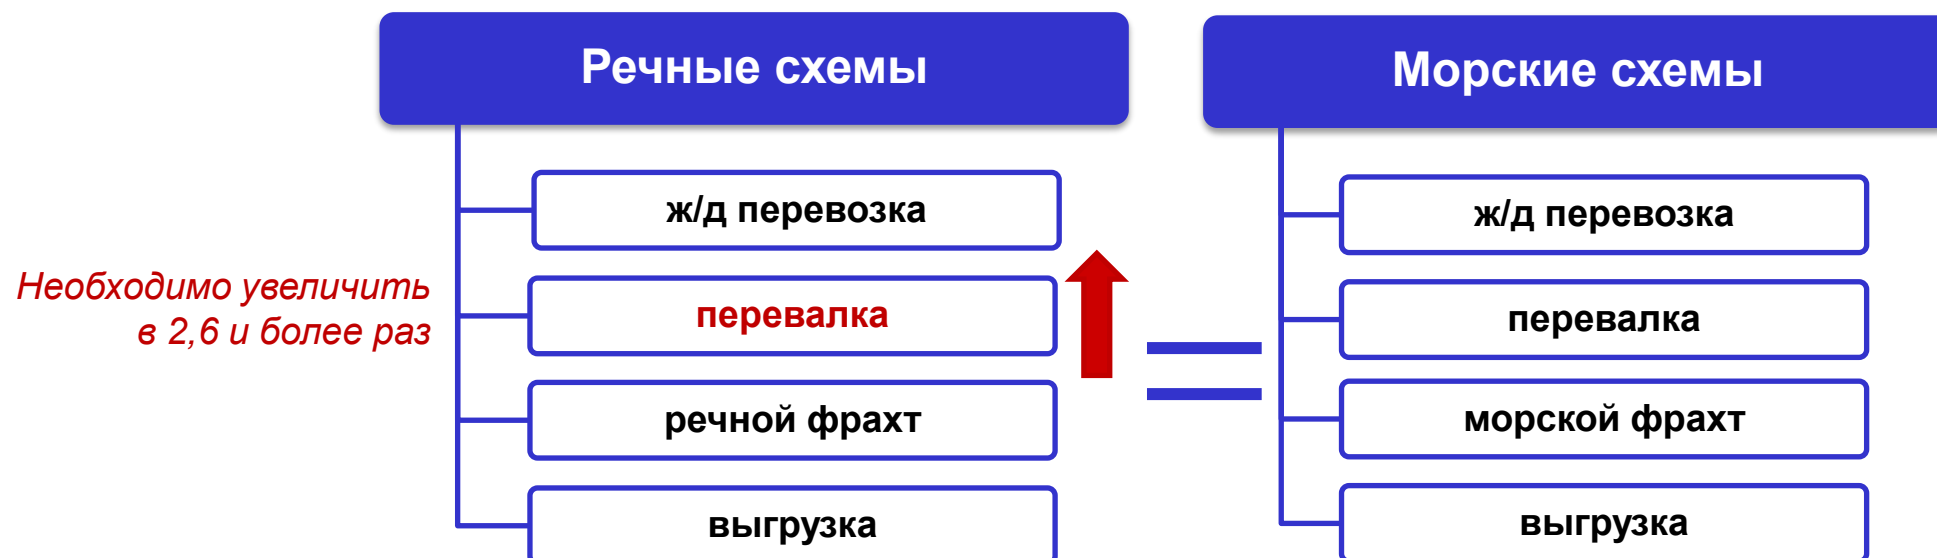 Речные схемы
ж/д перевозка
Необходимо увеличить
в 2,6 и более раз
перевалка
речной фрахт
выгрузка
Морские схемы
ж/д перевозка
перевалка
морской фрахт
выгрузка